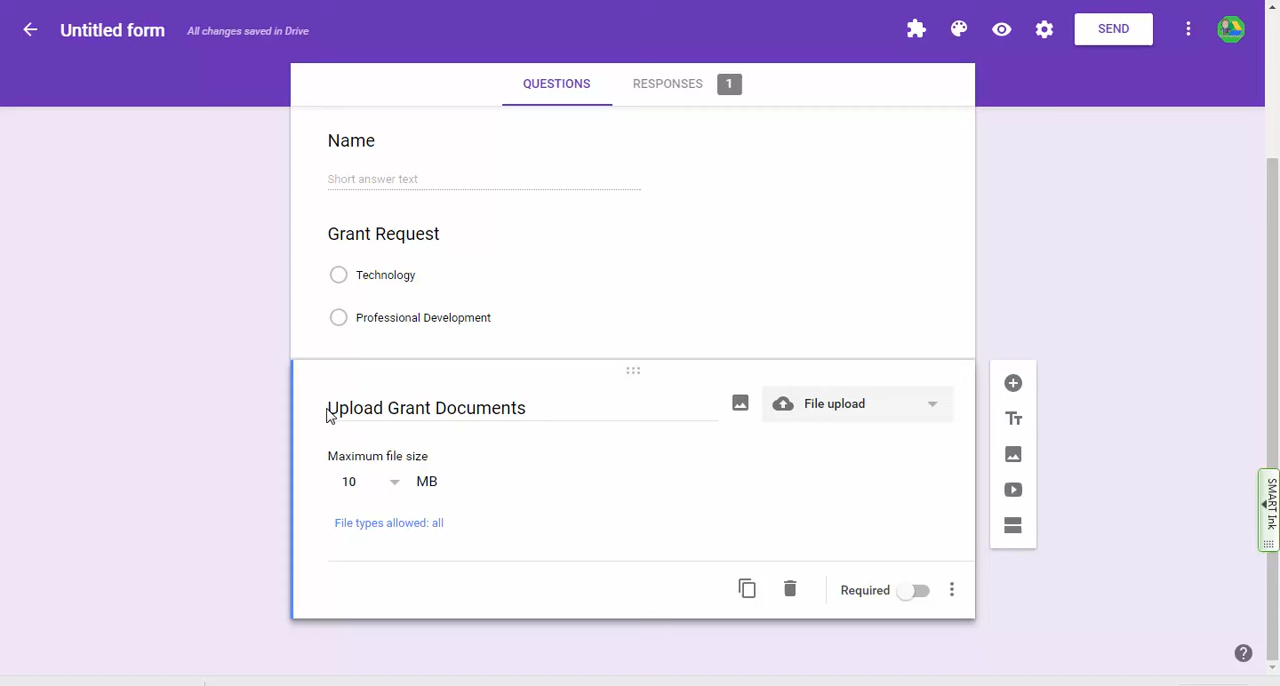 Untitled form
All changes saved in Drive
SEND
QUESTIONS
RESPONSES
1
Name
Short answer text
Grant Request
Technology
Professional Development
Upload Grant Documents
File upload
Maximum file size
10
MB
File types allowed: all
Required
SMART Ink